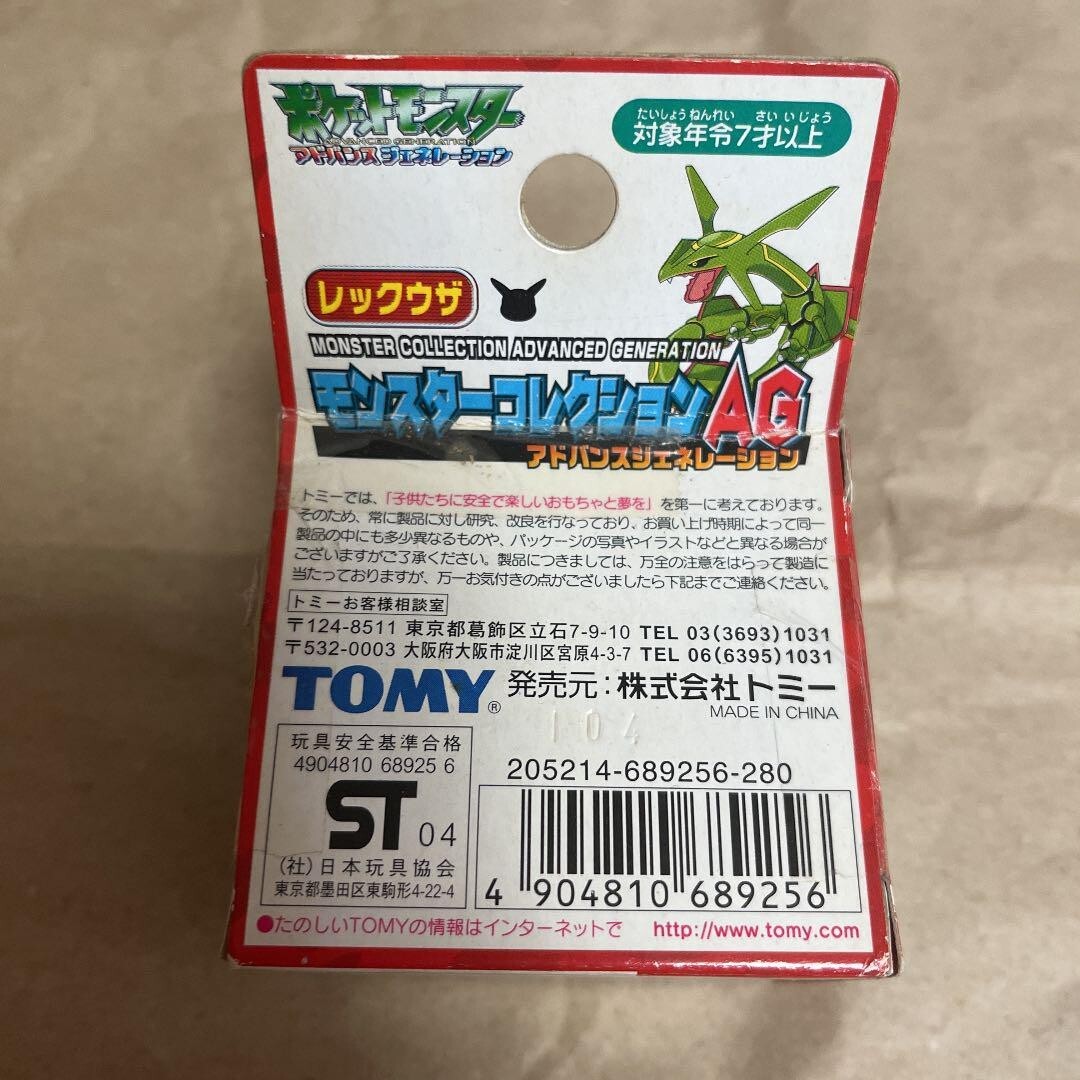 ポケットモンスター
ADVANCED GENERATION
アドバンスジェネレーション
たいしょうねんれい さいいじょう
対象年令7才以上
レックウザ
MONSTER COLLECTION ADVANCED GENERATION
モンスターコレクションAG
アドバンスジェネレーション
トミーでは、「子供たちに安全で楽しいおもちゃと夢を」を第一に考えております。
そのため、常に製品に対し研究、改良を行なっており、お買い上げ時期によって同一
製品の中にも多少異なるものや、パッケージの写真やイラストなどと異なる場合が
ございますがご了承ください。製品につきましては、万全の注意をはらって製造に
当たっておりますが、万一お気付きの点がございましたら下記までご連絡ください。
トミーお客様相談室
〒124-8511 東京都葛飾区立石7-9-10 TEL 03(3693)1031
〒532-0003 大阪府大阪市淀川区宮原4-3-7 TEL 06(6395)1031
TOMY® 発売元:株式会社トミー
MADE IN CHINA
104
玩具安全基準合格
4904810 68925 6
ST 04
(社)日本玩具協会
東京都墨田区東駒形4-22-4
205214-689256-280
4 904810 689256
●たのしいTOMYの情報はインターネットで http://www.tomy.com